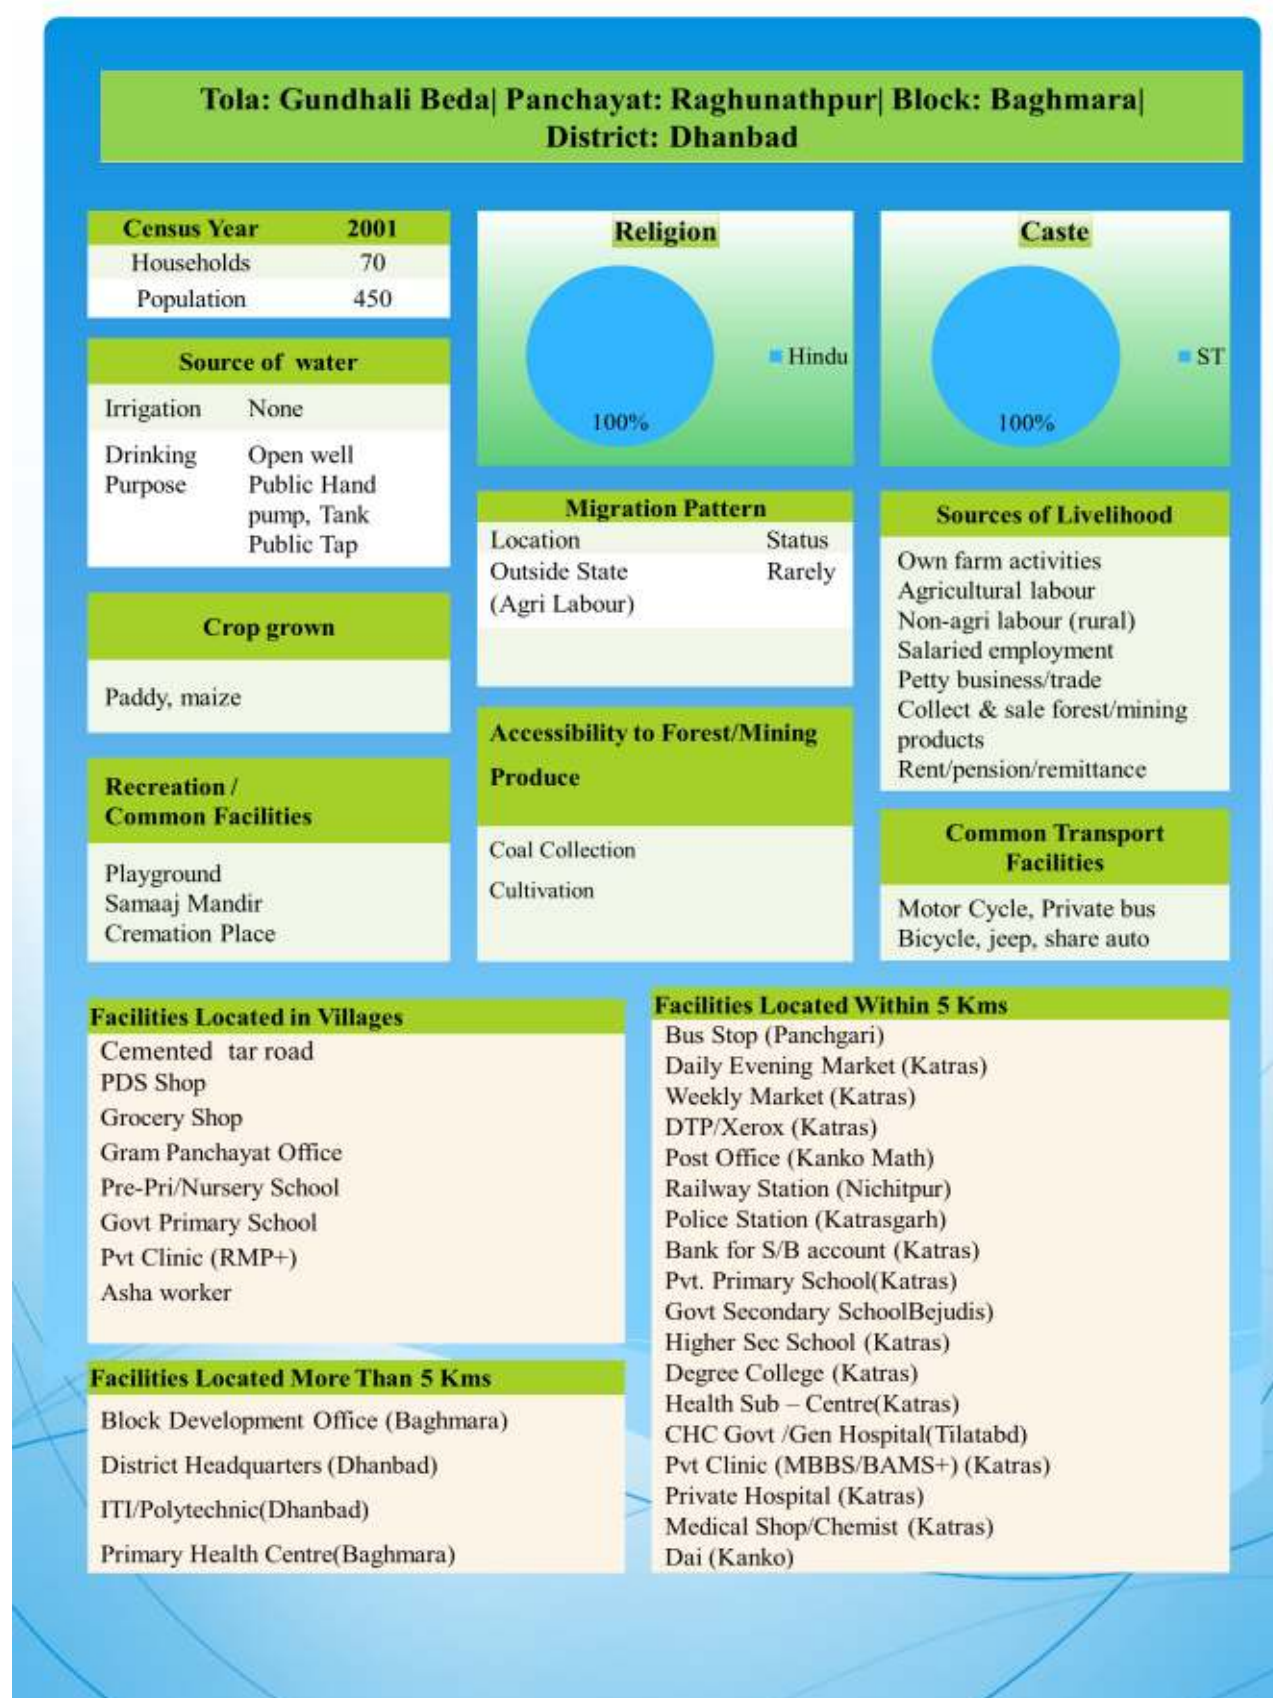 Tola: Gundhali Beda| Panchayat: Raghunathpur| Block: Baghmara|
District: Dhanbad
Census Year 2001
Households 70
Population 450
Source of water
Irrigation None
Drinking Open well
Purpose Public Hand
pump, Tank
Public Tap
Crop grown
Paddy, maize
Recreation /
Common Facilities
Playground
Samaaj Mandir
Cremation Place
Religion
Hindu
100%
Migration Pattern
Location Status
Outside State Rarely
(Agri Labour)
Accessibility to Forest/Mining
Produce
Coal Collection
Cultivation
Caste
ST
100%
Sources of Livelihood
Own farm activities
Agricultural labour
Non-agri labour (rural)
Salaried employment
Petty business/trade
Collect & sale forest/mining
products
Rent/pension/remittance
Common Transport
Facilities
Motor Cycle, Private bus
Bicycle, jeep, share auto
Facilities Located in Villages
Cemented tar road
PDS Shop
Grocery Shop
Gram Panchayat Office
Pre-Pri/Nursery School
Govt Primary School
Pvt Clinic (RMP+)
Asha worker
Facilities Located More Than 5 Kms
Block Development Office (Baghmara)
District Headquarters (Dhanbad)
ITI/Polytechnic(Dhanbad)
Primary Health Centre(Baghmara)
Facilities Located Within 5 Kms
Bus Stop (Panchgari)
Daily Evening Market (Katras)
Weekly Market (Katras)
DTP/Xerox (Katras)
Post Office (Kanko Math)
Railway Station (Nichitpur)
Police Station (Katrasgarh)
Bank for S/B account (Katras)
Pvt. Primary School(Katras)
Govt Secondary SchoolBejudis)
Higher Sec School (Katras)
Degree College (Katras)
Health Sub – Centre(Katras)
CHC Govt /Gen Hospital(Tilatabd)
Pvt Clinic (MBBS/BAMS+) (Katras)
Private Hospital (Katras)
Medical Shop/Chemist (Katras)
Dai (Kanko)